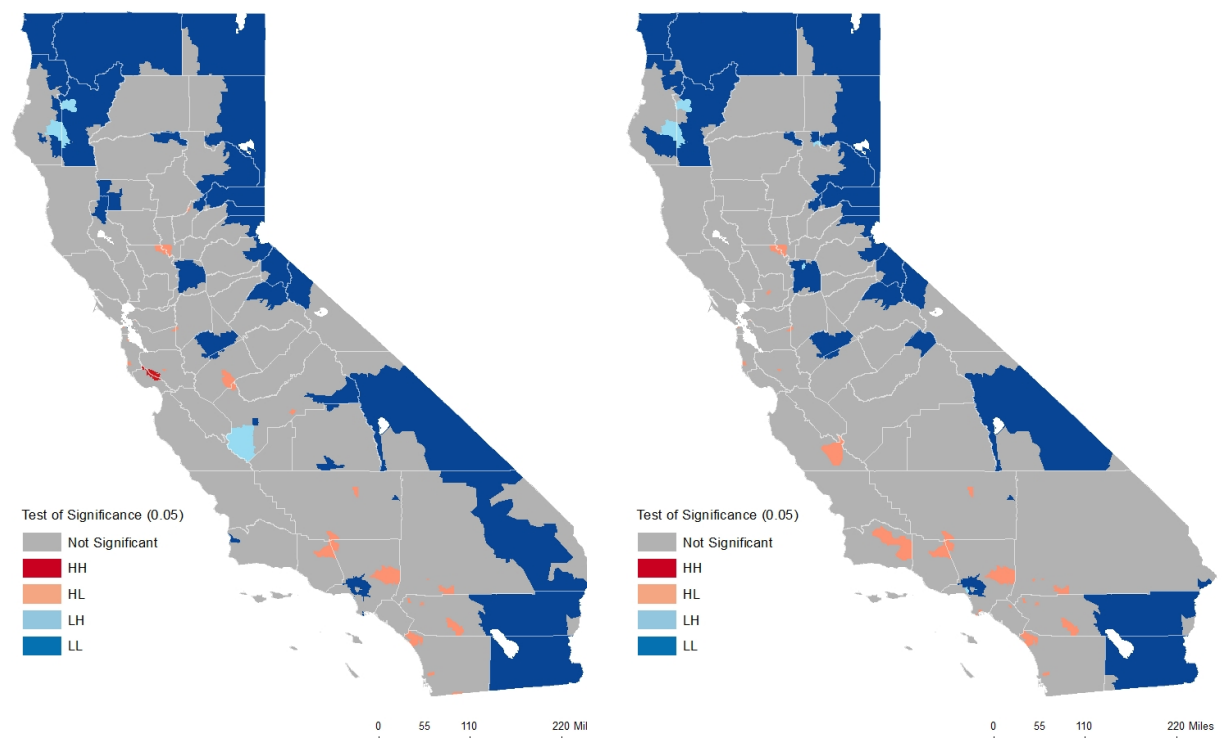 Test of Significance (0.05)
Not Significant
HH
HL
LH
LL
0 55 110 220 Mil
Test of Significance (0.05)
Not Significant
HH
HL
LH
LL
0 55 110 220 Miles